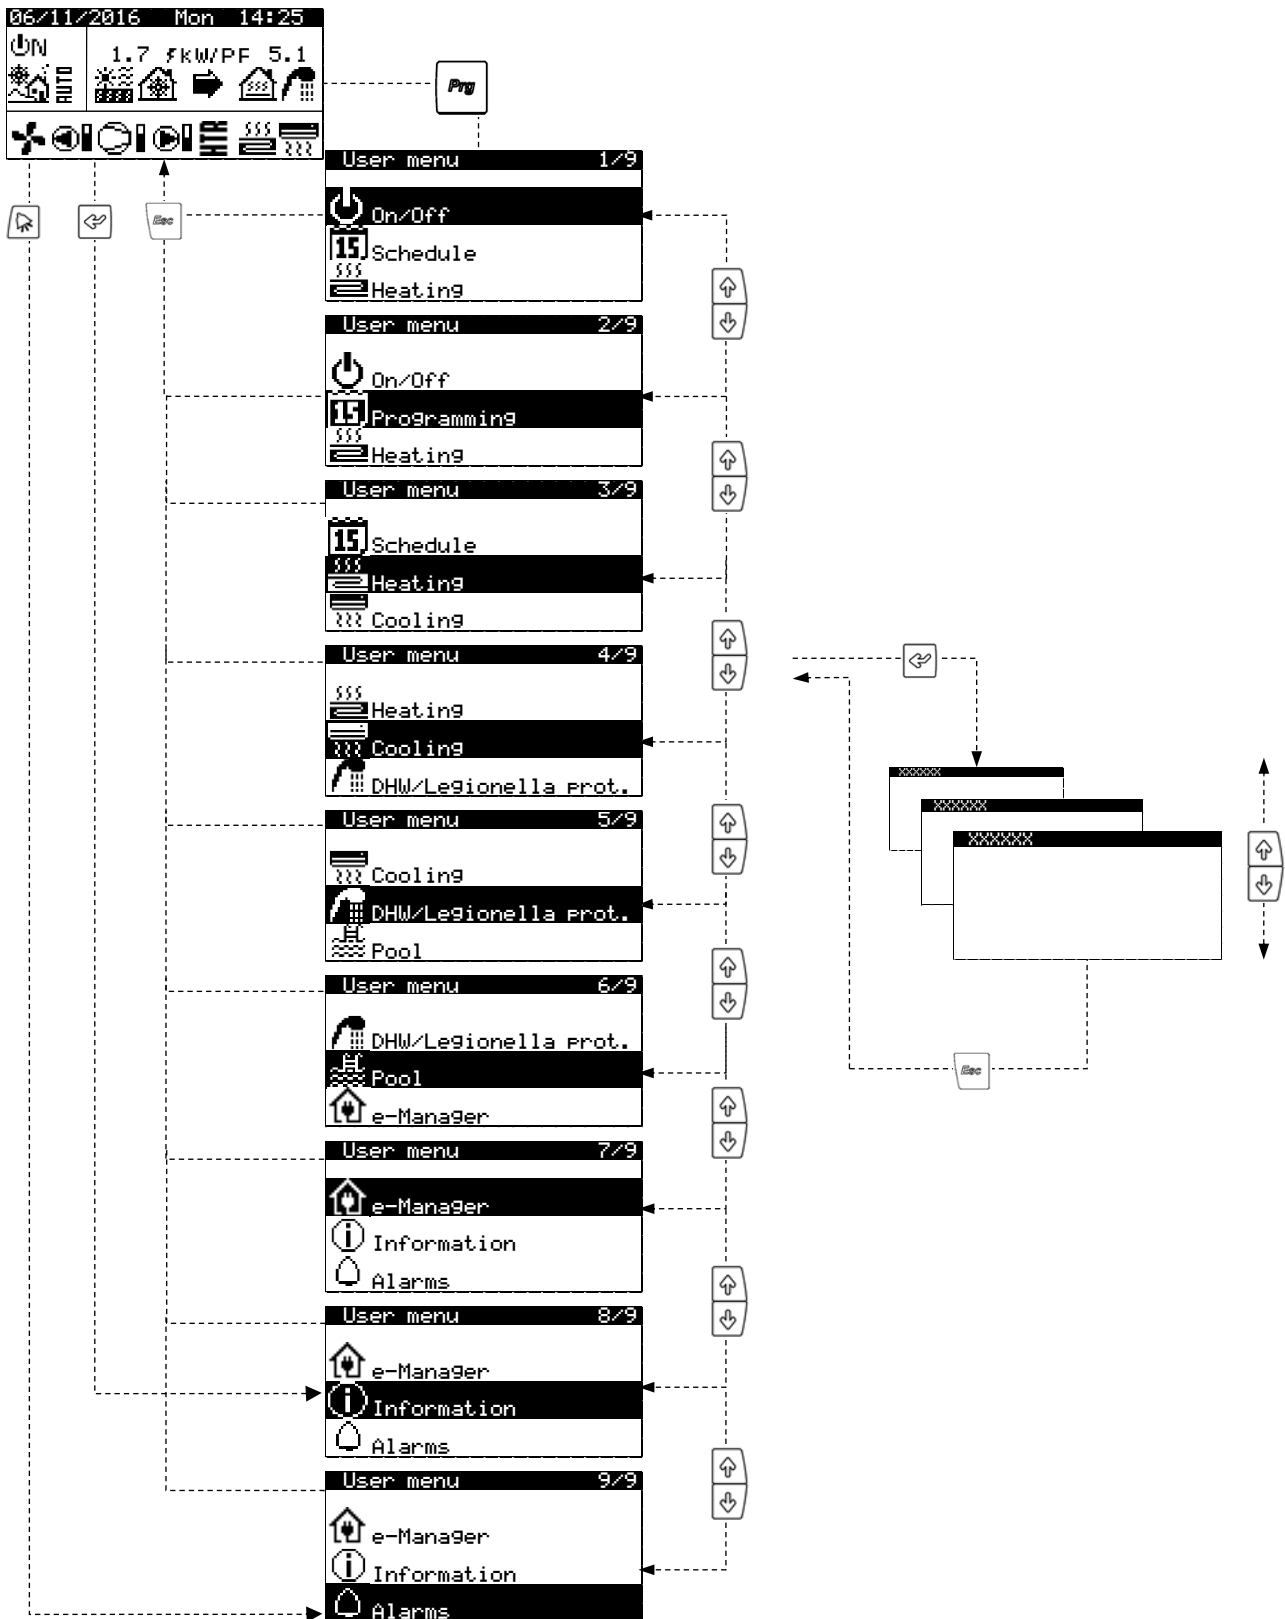 06/11/2016 Mon 14:25
ON
1.7 kW/PF 5.1
AUTO
HTR
Prg
Esc
User menu 1/9
On/Off
15 Schedule
Heating
User menu 2/9
On/Off
15 Programming
Heating
User menu 3/9
15 Schedule
Heating
Cooling
User menu 4/9
Heating
Cooling
DHW/Legionella prot.
User menu 5/9
Cooling
DHW/Legionella prot.
Pool
User menu 6/9
DHW/Legionella prot.
Pool
e-Manager
User menu 7/9
e-Manager
i Information
Alarms
User menu 8/9
e-Manager
i Information
Alarms
User menu 9/9
e-Manager
i Information
Alarms
XXXXXX
XXXXXX
XXXXXX
Esc